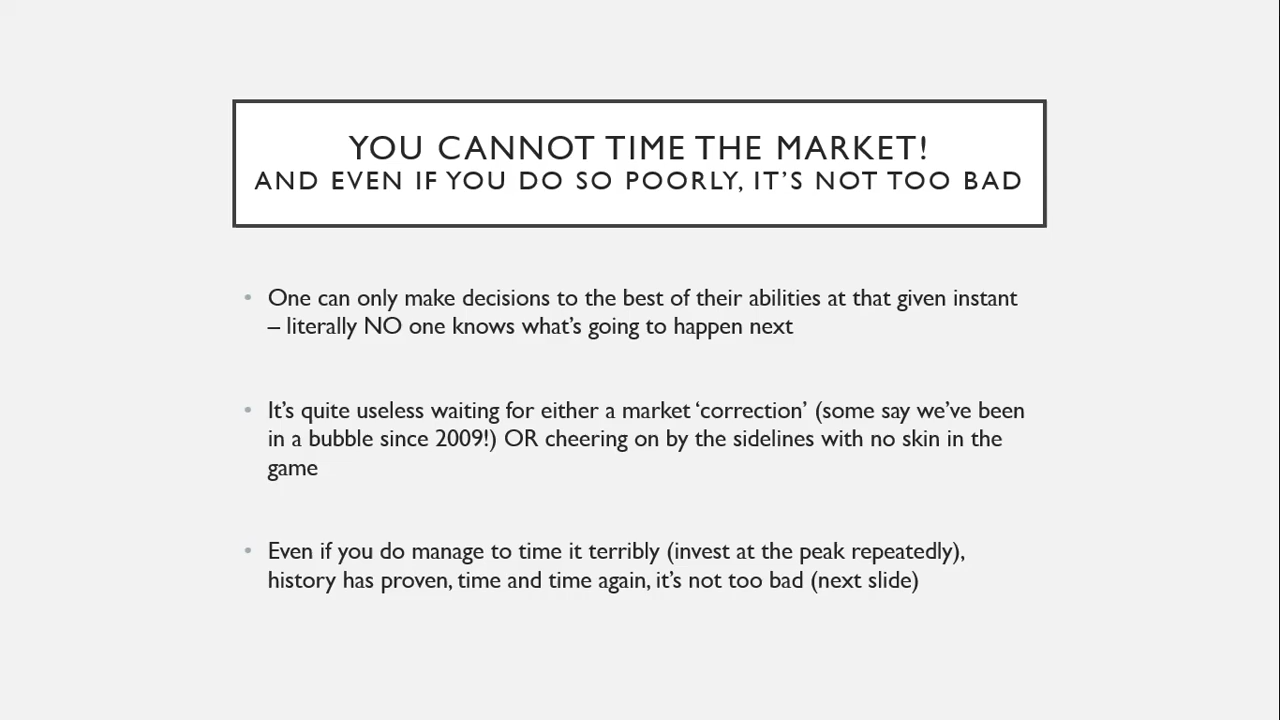 YOU CANNOT TIME THE MARKET!
AND EVEN IF YOU DO SO POORLY, IT'S NOT TOO BAD
• One can only make decisions to the best of their abilities at that given instant
– literally NO one knows what's going to happen next
• It's quite useless waiting for either a market 'correction' (some say we've been
in a bubble since 2009!) OR cheering on by the sidelines with no skin in the
game
• Even if you do manage to time it terribly (invest at the peak repeatedly),
history has proven, time and time again, it's not too bad (next slide)